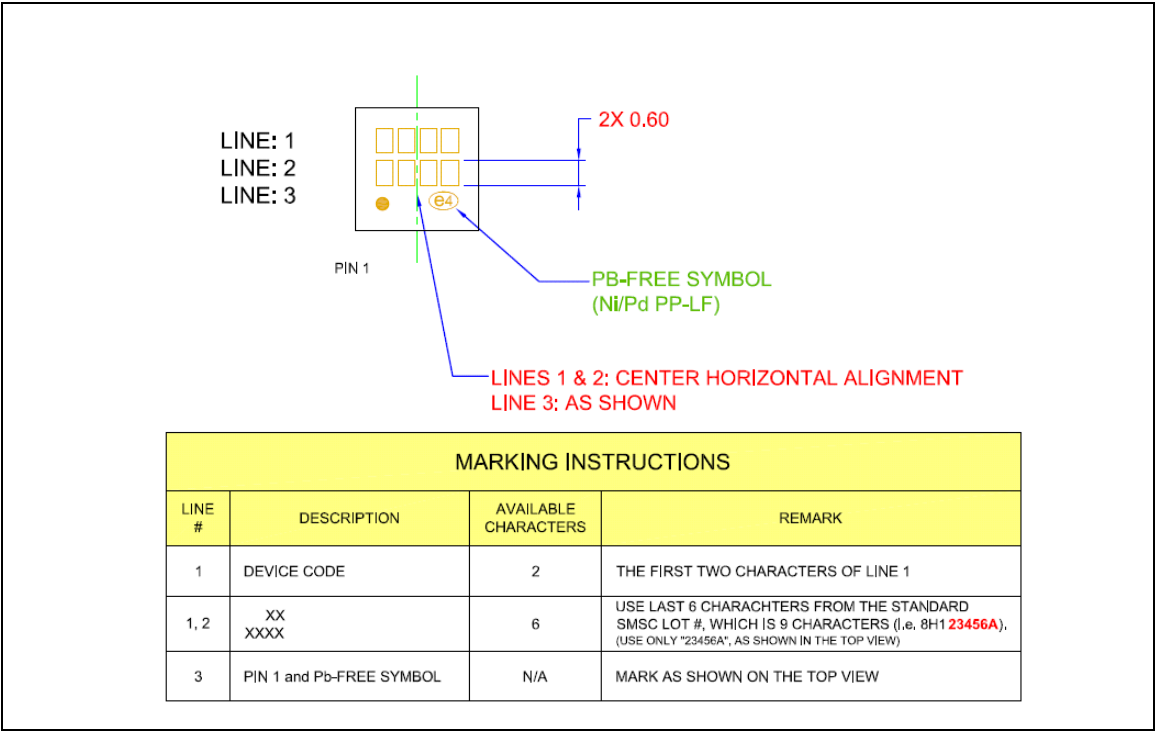 2X 0.60
LINE: 1
LINE: 2
LINE: 3
e4
PIN 1
PB-FREE SYMBOL
(Ni/Pd PP-LF)
LINES 1 & 2: CENTER HORIZONTAL ALIGNMENT
LINE 3: AS SHOWN
MARKING INSTRUCTIONS
LINE # DESCRIPTION AVAILABLE CHARACTERS REMARK
1 DEVICE CODE 2 THE FIRST TWO CHARACTERS OF LINE 1
1, 2 XX XXXX 6 USE LAST 6 CHARACHTERS FROM THE STANDARD
SMSC LOT #, WHICH IS 9 CHARACTERS (I.e. 8H123456A),
(USE ONLY "23456A", AS SHOWN IN THE TOP VIEW)
3 PIN 1 and Pb-FREE SYMBOL N/A MARK AS SHOWN ON THE TOP VIEW